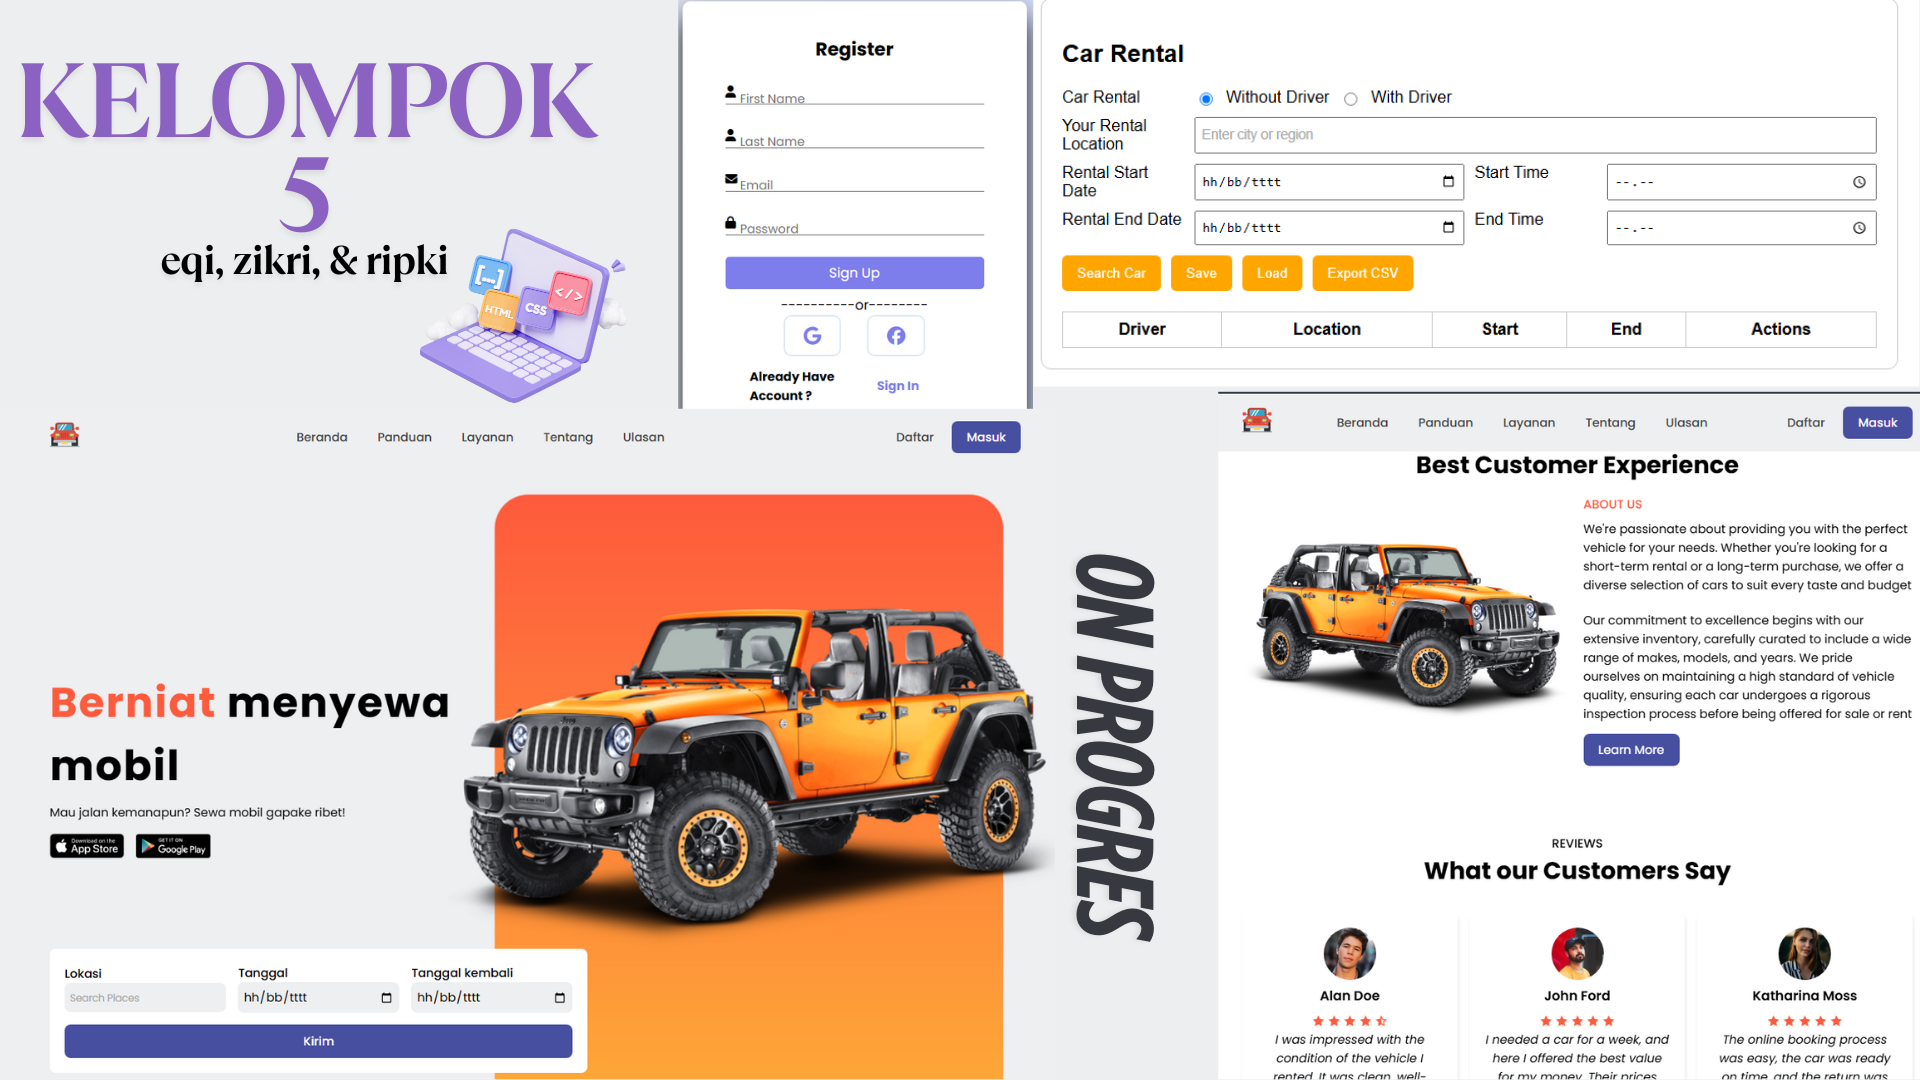 KELOMPOK
5
eqi, zikri, & ripki
[...]
</>
HTML
CSS
Register
First Name
Last Name
Email
Password
Sign Up
----------or--------
G
Already Have
Account ?
Sign In
Car Rental
Car Rental
Without Driver
With Driver
Your Rental
Location
Enter city or region
Rental Start
Date
hh/bb/tttt
Start Time
--.--
Rental End Date
hh/bb/tttt
End Time
--.--
Search Car
Save
Load
Export CSV
Driver Location Start End Actions
Beranda Panduan Layanan Tentang Ulasan Daftar Masuk
Berniat menyewa
mobil
Mau jalan kemanapun? Sewa mobil gapake ribet!
Download on the
App Store
GET IT ON
Google Play
Lokasi Tanggal Tanggal kembali
Search Places hh/bb/tttt hh/bb/tttt
Kirim
ON PROGRES
Beranda Panduan Layanan Tentang Ulasan Daftar Masuk
Best Customer Experience
ABOUT US
We're passionate about providing you with the perfect
vehicle for your needs. Whether you're looking for a
short-term rental or a long-term purchase, we offer a
diverse selection of cars to suit every taste and budget
Our commitment to excellence begins with our
extensive inventory, carefully curated to include a wide
range of makes, models, and years. We pride
ourselves on maintaining a high standard of vehicle
quality, ensuring each car undergoes a rigorous
inspection process before being offered for sale or rent
Learn More
REVIEWS
What our Customers Say
Alan Doe
I was impressed with the
condition of the vehicle I
rented. It was clean, well-
John Ford
I needed a car for a week, and
here I offered the best value
for my money. Their prices
Katharina Moss
The online booking process
was easy, the car was ready
on time, and the return was